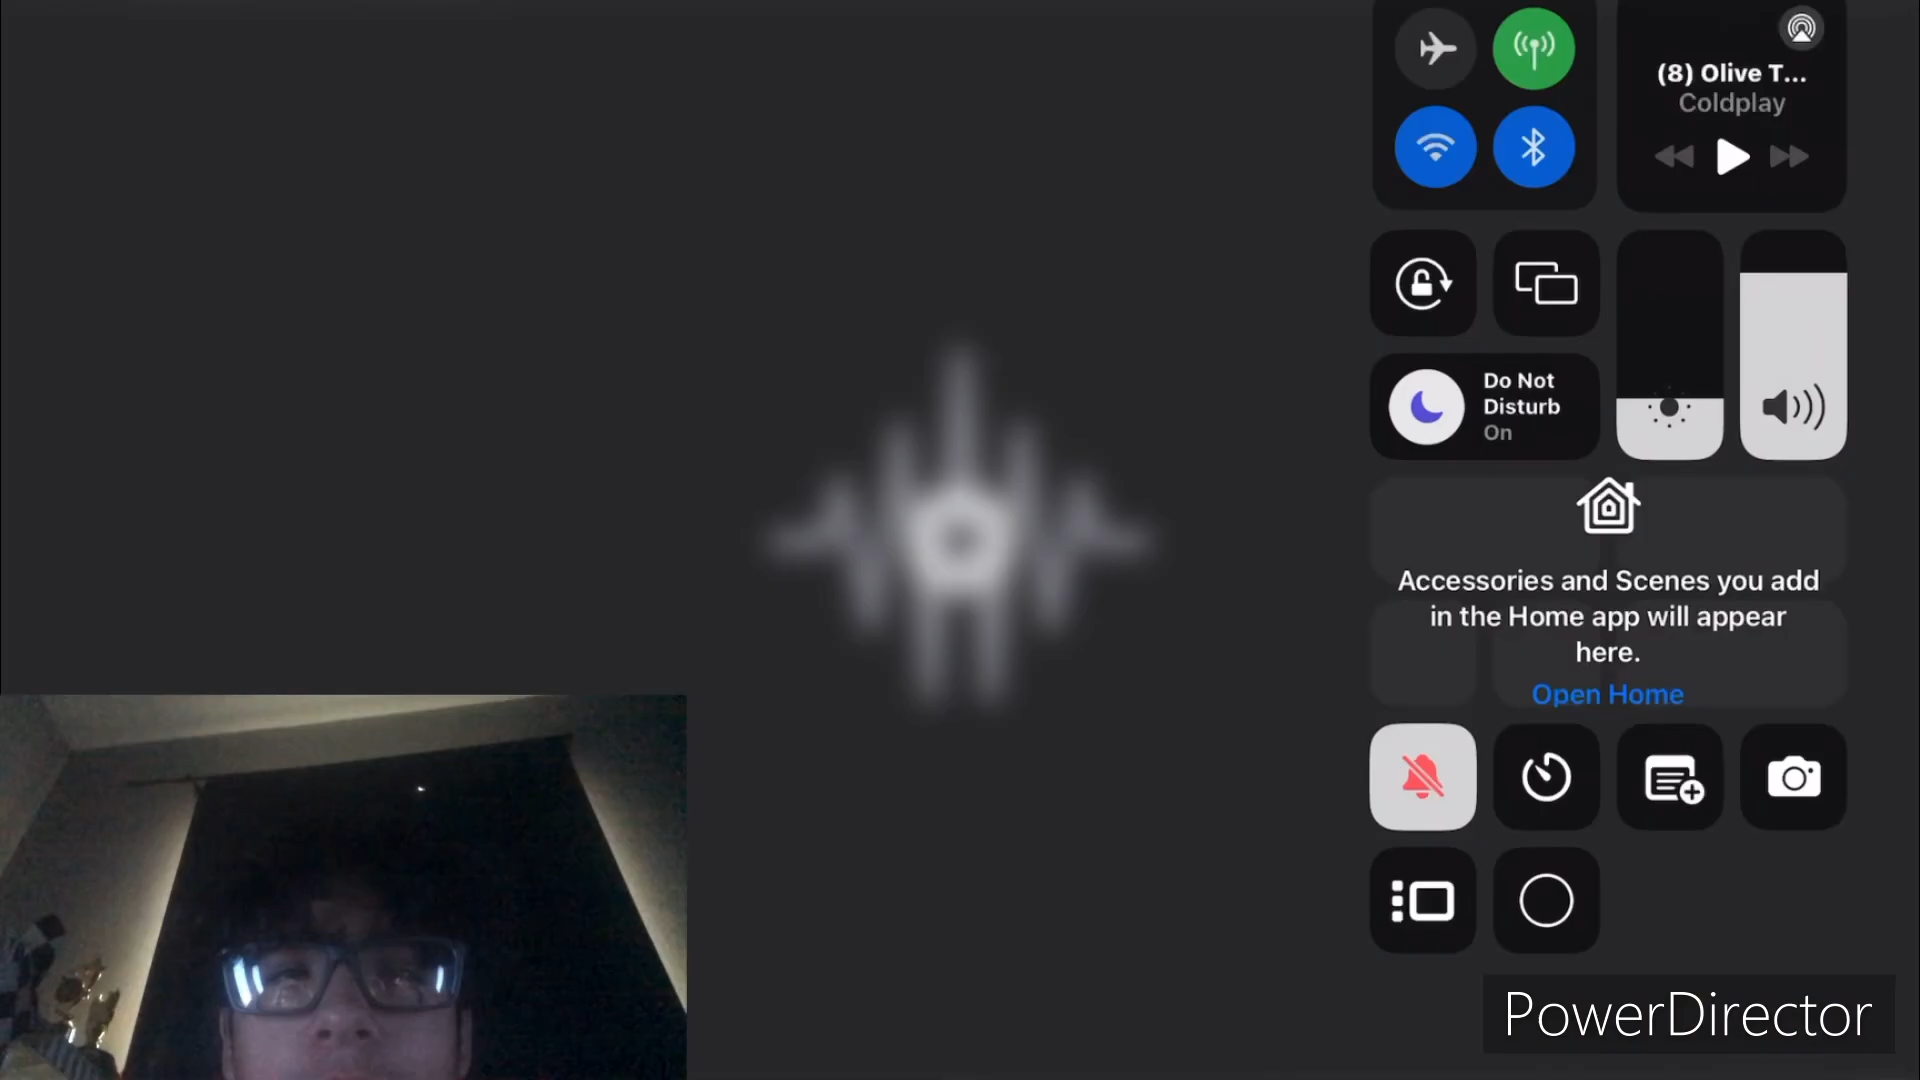 (8) Olive T...
Coldplay
Do Not
Disturb
On
Accessories and Scenes you add
in the Home app will appear
here.
Open Home
PowerDirector